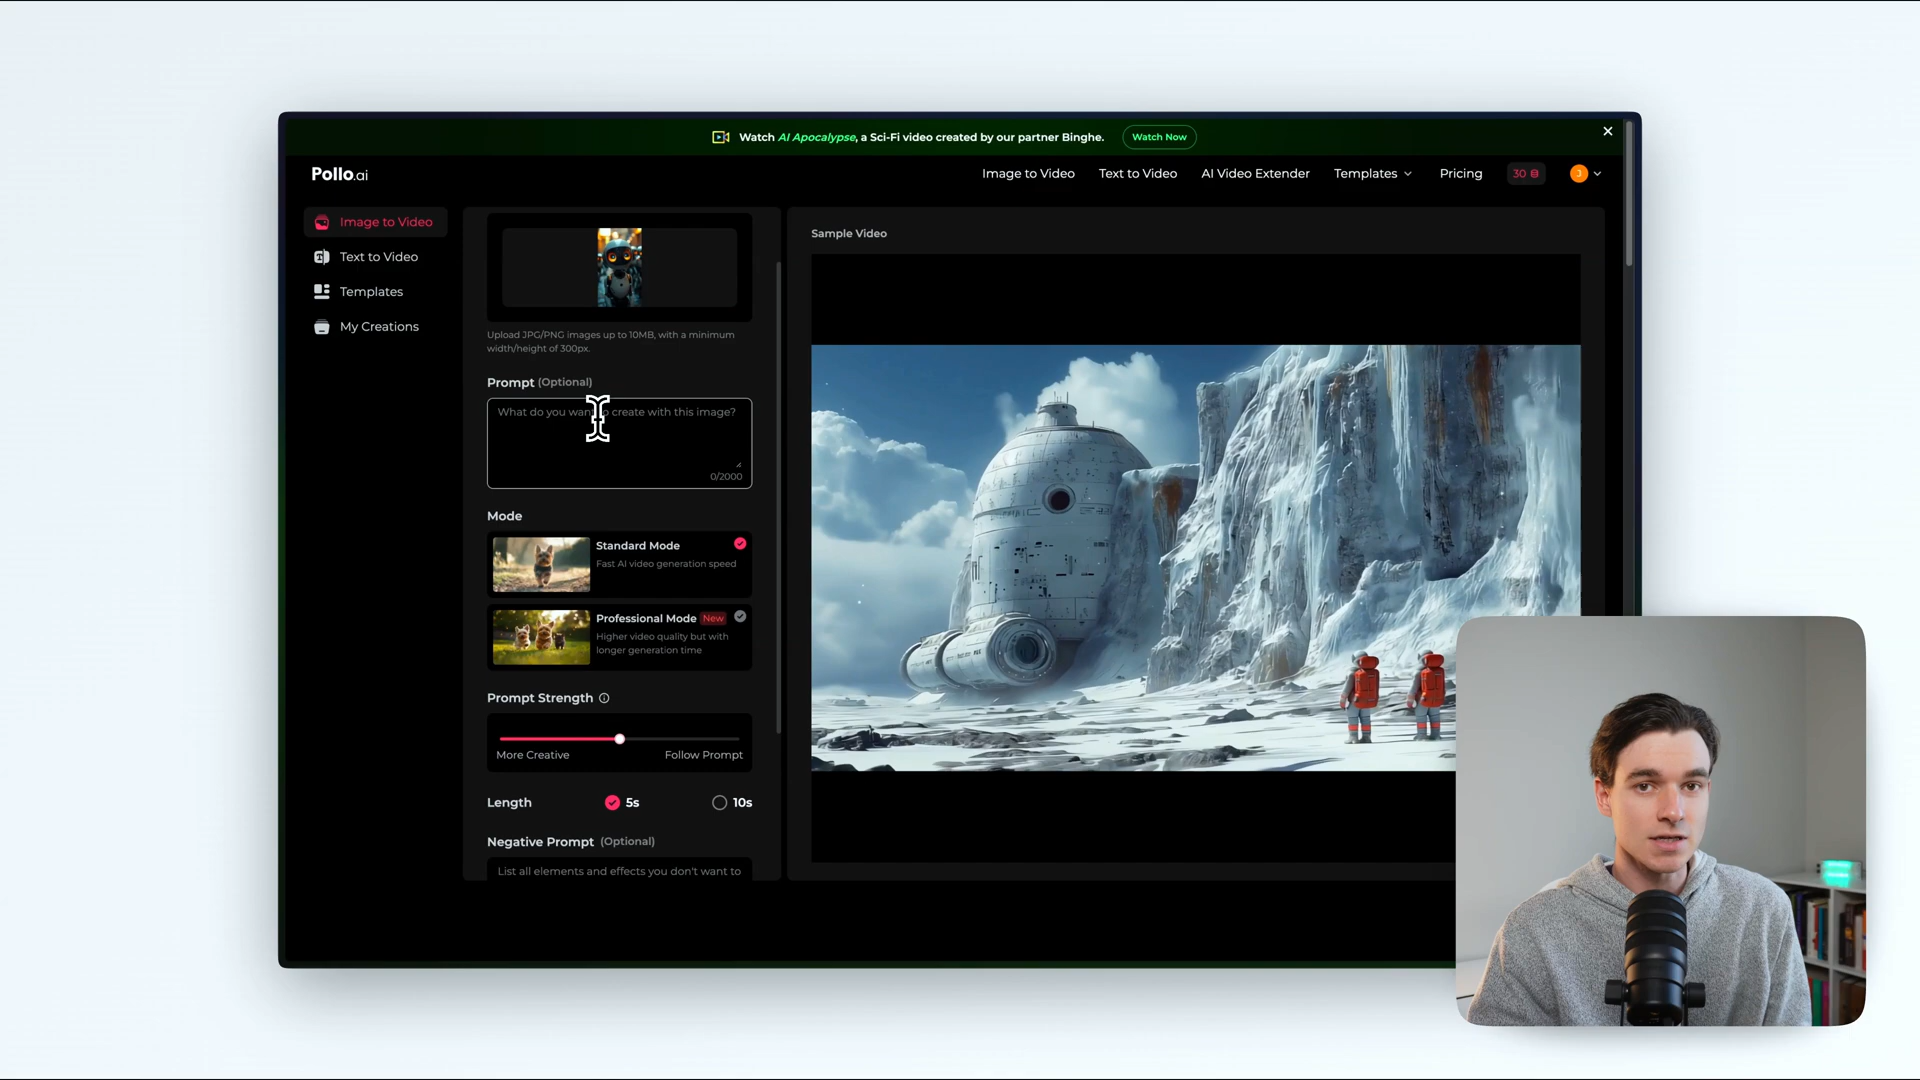 Watch AI Apocalypse, a Sci-Fi video created by our partner Binghe.
Watch Now
Pollo.ai
Image to Video
Text to Video
AI Video Extender
Templates
Pricing
30
J
Image to Video
Text to Video
Templates
My Creations
Upload JPG/PNG images up to 10MB, with a minimum
width/height of 300px.
Prompt (Optional)
What do you want to create with this image?
0/2000
Mode
Standard Mode
Fast AI video generation speed
Professional Mode New
Higher video quality but with
longer generation time
Prompt Strength
More Creative
Follow Prompt
Length
5s
10s
Negative Prompt (Optional)
List all elements and effects you don't want to
Sample Video